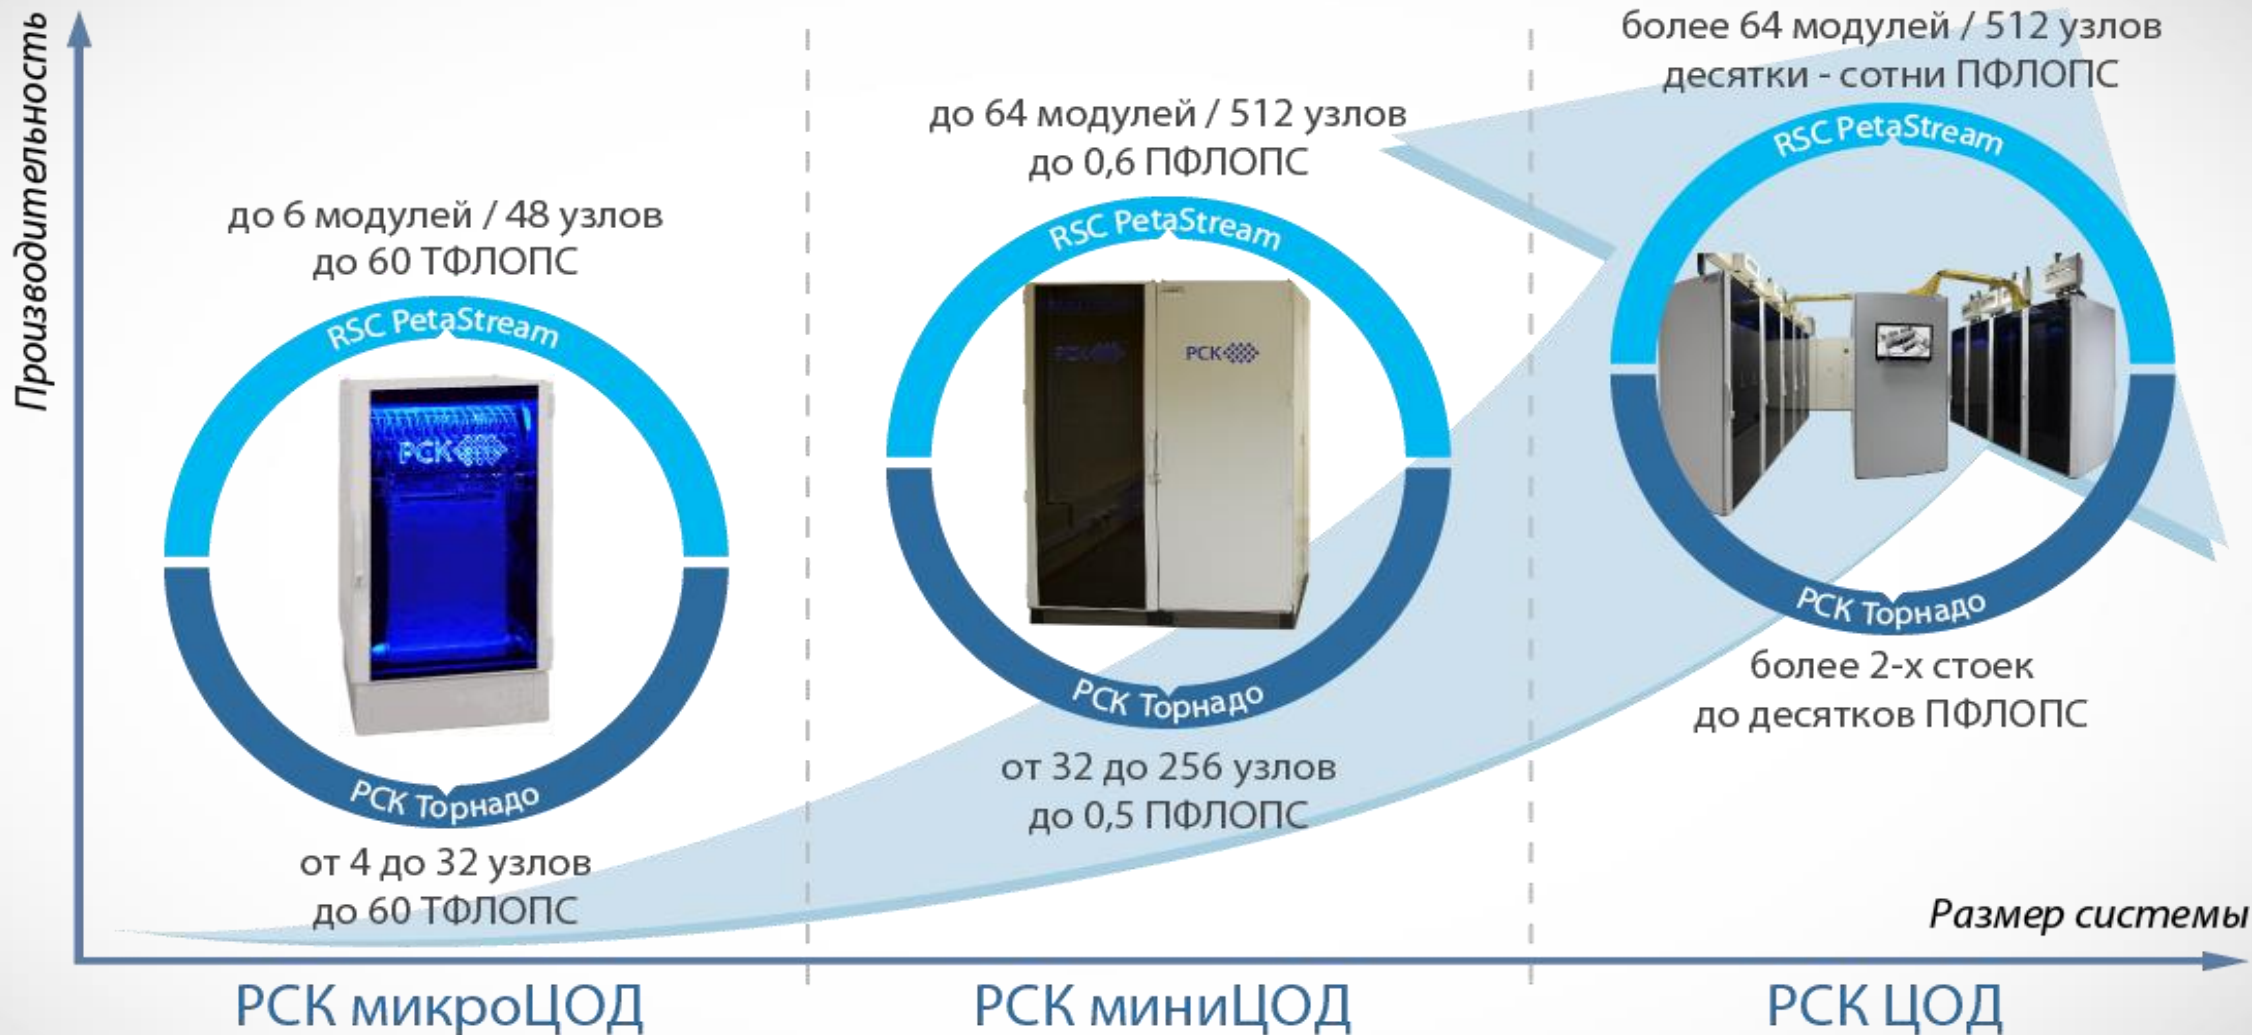 Производительность
до 6 модулей / 48 узлов
до 60 ТФЛОПС
RSC PetaStream
РСК
РСК Торнадо
от 4 до 32 узлов
до 60 ТФЛОПС
РСК микроЦОД
до 64 модулей / 512 узлов
до 0,6 ПФЛОПС
RSC PetaStream
РСК
РСК
РСК Торнадо
от 32 до 256 узлов
до 0,5 ПФЛОПС
РСК миниЦОД
более 64 модулей / 512 узлов
десятки - сотни ПФЛОПС
RSC PetaStream
РСК Торнадо
более 2-х стоек
до десятков ПФЛОПС
Размер системы
РСК ЦОД